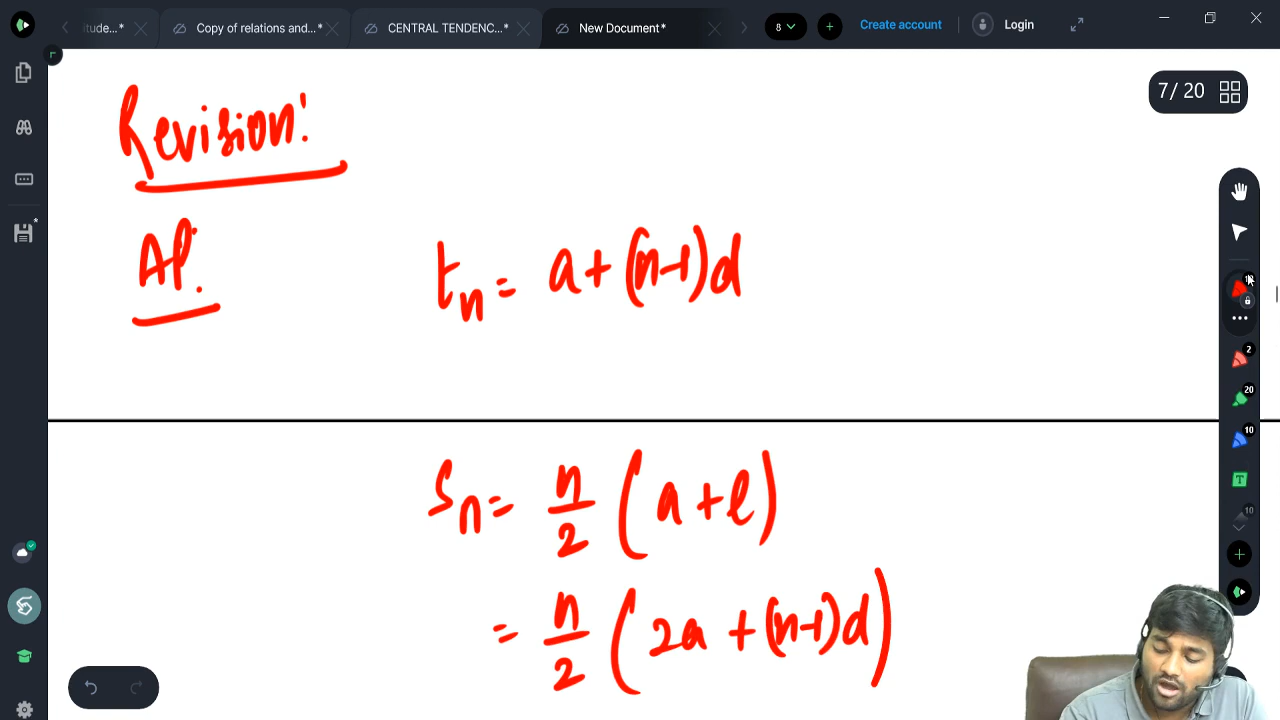 itude...*
Copy of relations and...*
CENTRAL TENDENC...*
New Document*
8
Create account
Login
7 / 20
Revision:
AP.
tn = a + (n-1)d
Sn = n/2 (a + l)
= n/2 (2a + (n-1)d)
2
20
10
T
10